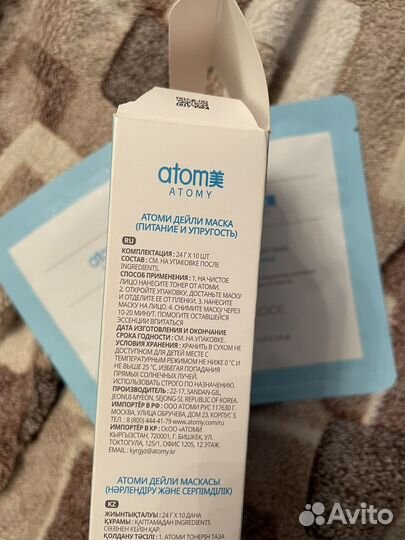 atom美
ATOMY
АТОМИ ДЕЙЛИ МАСКА
(ПИТАНИЕ И УПРУГОСТЬ)
RU
КОМПЛЕКТАЦИЯ : 24 Г X 10 ШТ
СОСТАВ : СМ. НА УПАКОВКЕ ПОСЛЕ
INGREDIENTS.
СПОСОБ ПРИМЕНЕНИЯ : 1. НА ЧИСТОЕ
ЛИЦО НАНЕСИТЕ ТОНЕР ОТ АТОМИ.
2. ОТКРОЙТЕ УПАКОВКУ, ДОСТАНЬТЕ МАСКУ
И ОТДЕЛИТЕ ЕЕ ОТ ПЛЕНКИ. 3. НАНЕСИТЕ
МАСКУ НА ЛИЦО. 4. СНИМИТЕ МАСКУ ЧЕРЕЗ
10-20 МИНУТ. ПОМОГИТЕ ОСТАВШЕЙСЯ
ЭССЕНЦИИ ВПИТАТЬСЯ
ДАТА ИЗГОТОВЛЕНИЯ И ОКОНЧАНИЕ
СРОКА ГОДНОСТИ : СМ. НА УПАКОВКЕ.
УСЛОВИЯ ХРАНЕНИЯ : ХРАНИТЬ В СУХОМ НЕ
ДОСТУПНОМ ДЛЯ ДЕТЕЙ МЕСТЕ С
ТЕМПЕРАТУРНЫМ РЕЖИМОМ НЕ НИЖЕ 0 °С И
НЕ ВЫШЕ 25 °С, ИЗБЕГАЯ ПОПАДАНИЯ
ПРЯМЫХ СОЛНЕЧНЫХ ЛУЧЕЙ.
ИСПОЛЬЗОВАТЬ СТРОГО ПО НАЗНАЧЕНИЮ.
ПРОИЗВОДИТЕЛЬ : 22-17, SANDAN-GIL,
JEONUI-MYEON, SEJONG-SI, REPUBLIC OF KOREA.
ИМПОРТЁР В РФ : ООО АТОМИ РУС 117630 Г.
МОСКВА. УЛИЦА ОБРУЧЕВА, ДОМ 23. КОРПУС 3.
ТЕЛ.: 8 (800) 444-41-79 www.atomy.com/ru
ИМПОРТЁР В КР : ОсОО «АТОМИ
КЫРГЫЗСТАН, 720001, Г. БИШКЕК, УЛ.
ТОКТОГУЛА, 125/1, ОФИС 1205, 12 ЭТАЖ.
EMAIL : kyrgyz@atomy.kr
АТОМИ ДЕЙЛИ МАСКАСЫ
(НӘРЛЕНДІРУ ЖӘНЕ СЕРПІМДІЛІК)
KZ
ЖИЫНТЫҚТАЛУЫ : 24 Г X 10 ДАНА
ҚҰРАМЫ : ҚАПТАМАДАН INGREDIENTS
СӨЗІНЕН КЕЙІН ҚАР.
ҚОЛДАНУ ТӘСІЛІ : 1. АТОМИ ТОНЕРІН ТАЗА
atom
Avito